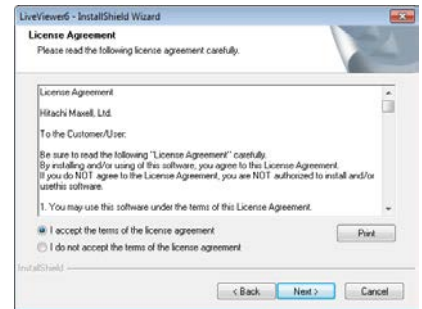 LiveViewer6 - InstallShield Wizard
License Agreement
Please read the following license agreement carefully.
License Agreement
Hitachi Maxell, Ltd.
To the Customer/User:
Be sure to read the following "License Agreement" carefully.
By installing and/or using of this software, you agree to this License Agreement.
If you do NOT agree to the License Agreement, you are NOT authorized to install and/or
usethis software.
1. You may use this software under the terms of this License Agreement.
I accept the terms of the license agreement
Print
I do not accept the terms of the license agreement
InstallShield
< Back
Next >
Cancel